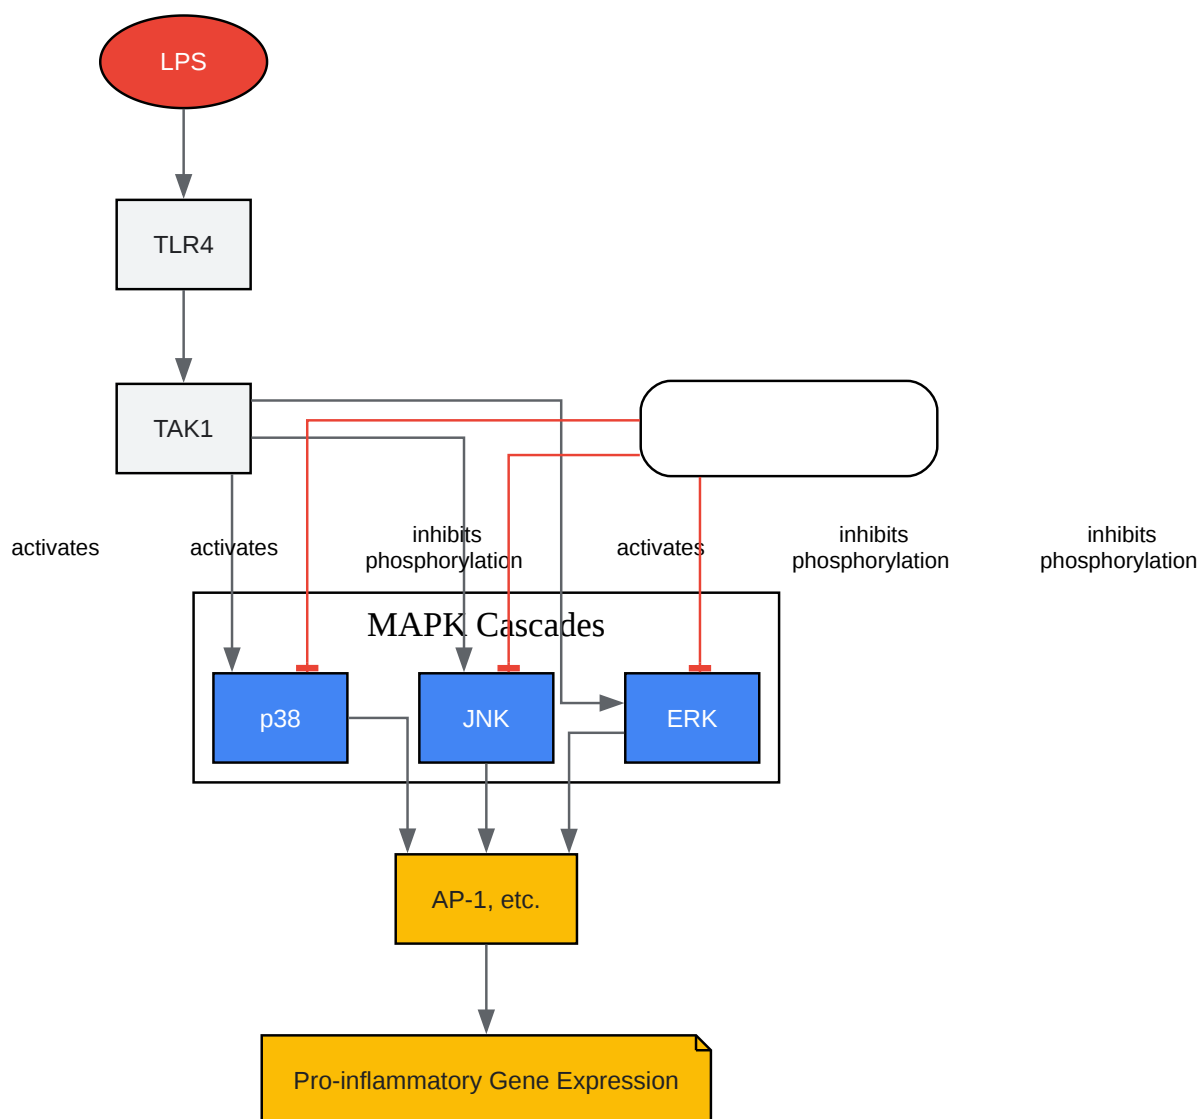 LPS
TLR4
TAK1
activates
activates
inhibits
phosphorylation
activates
inhibits
phosphorylation
inhibits
phosphorylation
MAPK Cascades
p38
JNK
ERK
AP-1, etc.
Pro-inflammatory Gene Expression